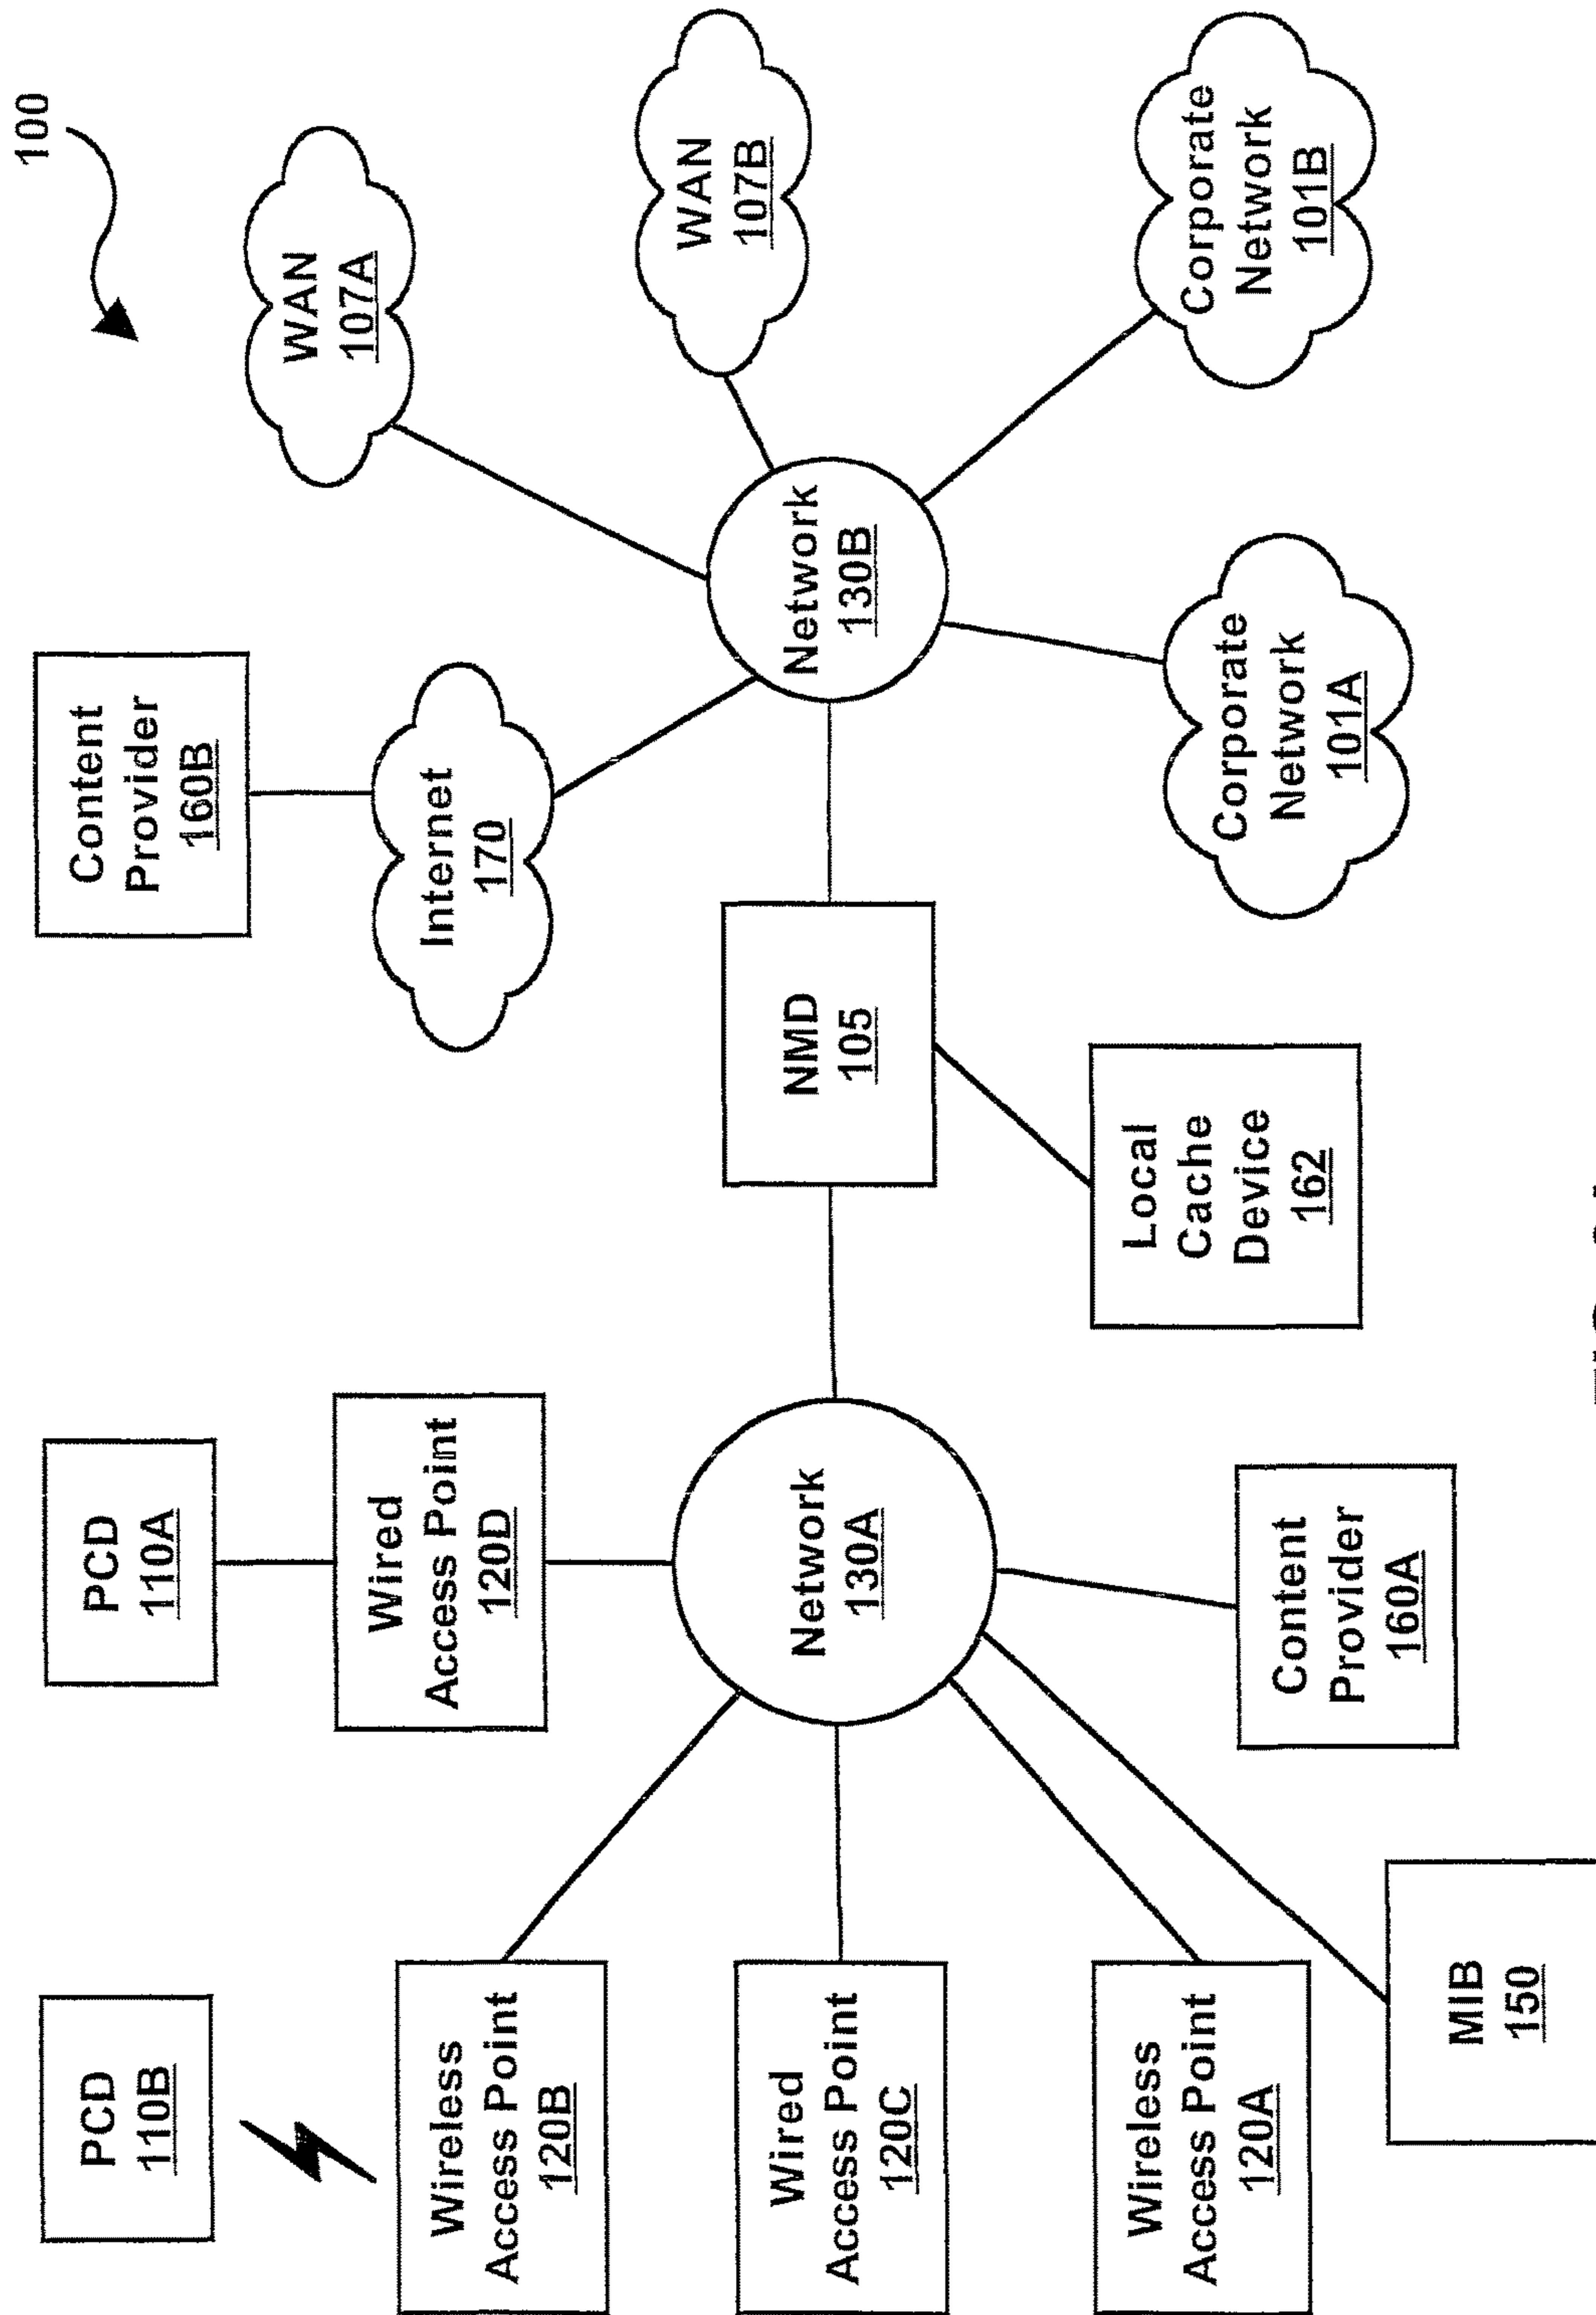 100
PCD
110B
PCD
110A
Content
Provider
160B
WAN
107A
Wireless
Access Point
120B
Wired
Access Point
120D
Internet
170
WAN
107B
Wired
Access Point
120C
Network
130A
NMD
105
Network
130B
Wireless
Access Point
120A
Local
Cache
Device
162
Corporate
Network
101A
Corporate
Network
101B
MIB
150
Content
Provider
160A